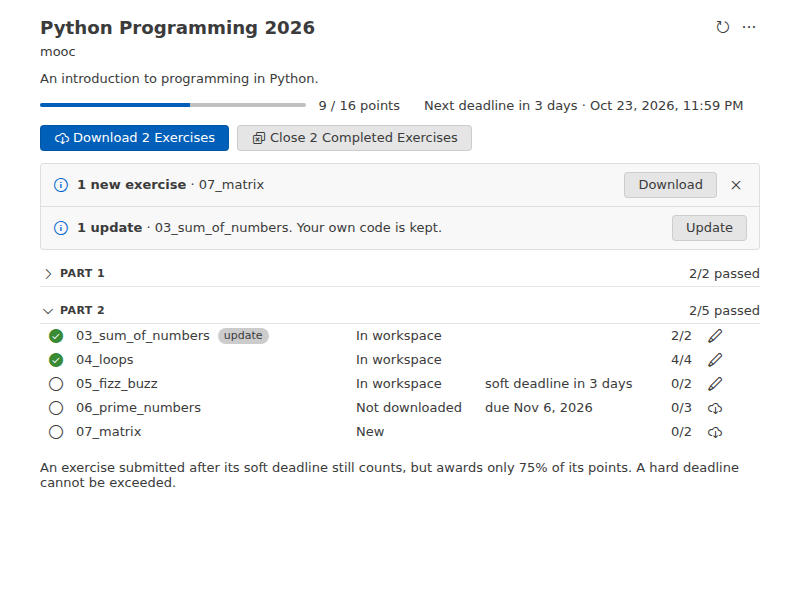 Python Programming 2026
mooc
An introduction to programming in Python.
9 / 16 points Next deadline in 3 days · Oct 23, 2026, 11:59 PM
Download 2 Exercises Close 2 Completed Exercises
1 new exercise · 07_matrix Download
1 update · 03_sum_of_numbers. Your own code is kept. Update
PART 1 2/2 passed
PART 2 2/5 passed
03_sum_of_numbers update In workspace 2/2
04_loops In workspace 4/4
05_fizz_buzz In workspace soft deadline in 3 days 0/2
06_prime_numbers Not downloaded due Nov 6, 2026 0/3
07_matrix New 0/2
An exercise submitted after its soft deadline still counts, but awards only 75% of its points. A hard deadline
cannot be exceeded.